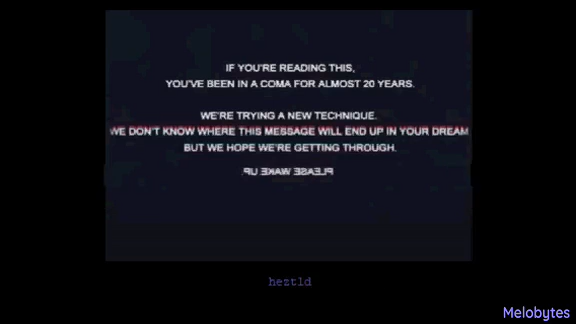 IF YOU'RE READING THIS,
YOU'VE BEEN IN A COMA FOR ALMOST 20 YEARS.
WE'RE TRYING A NEW TECHNIQUE.
WE DON'T KNOW WHERE THIS MESSAGE WILL END UP IN YOUR DREAM
BUT WE HOPE WE'RE GETTING THROUGH.
PLEASE WAKE UP.
heztld
Melobytes